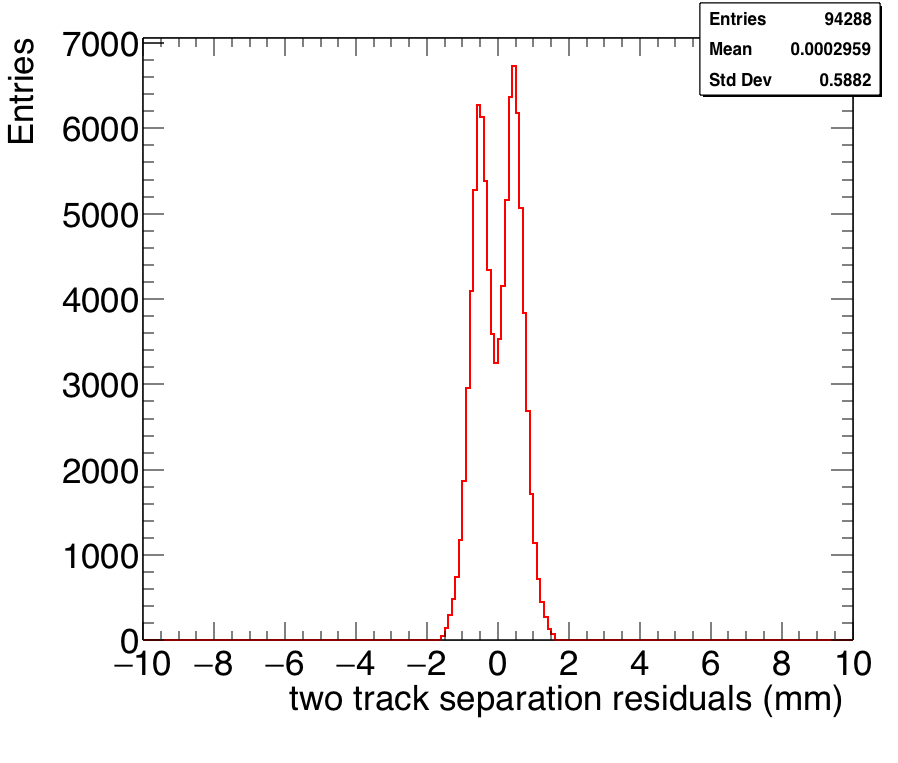 Entries 94288
Mean 0.0002959
Std Dev 0.5882
Entries
7000
6000
5000
4000
3000
2000
1000
0
−10 −8 −6 −4 −2 0 2 4 6 8 10
two track separation residuals (mm)